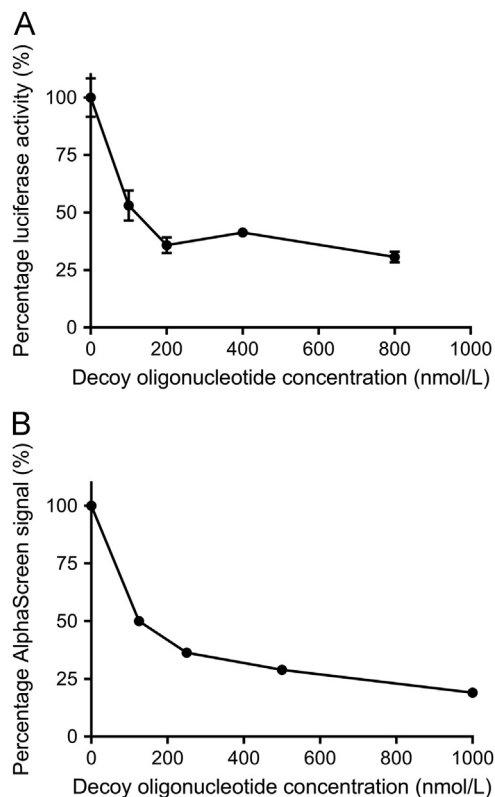 A
Percentage luciferase activity (%)
100
75
50
25
0
0 200 400 600 800 1000
Decoy oligonucleotide concentration (nmol/L)
B
Percentage AlphaScreen signal (%)
100
75
50
25
0
0 200 400 600 800 1000
Decoy oligonucleotide concentration (nmol/L)